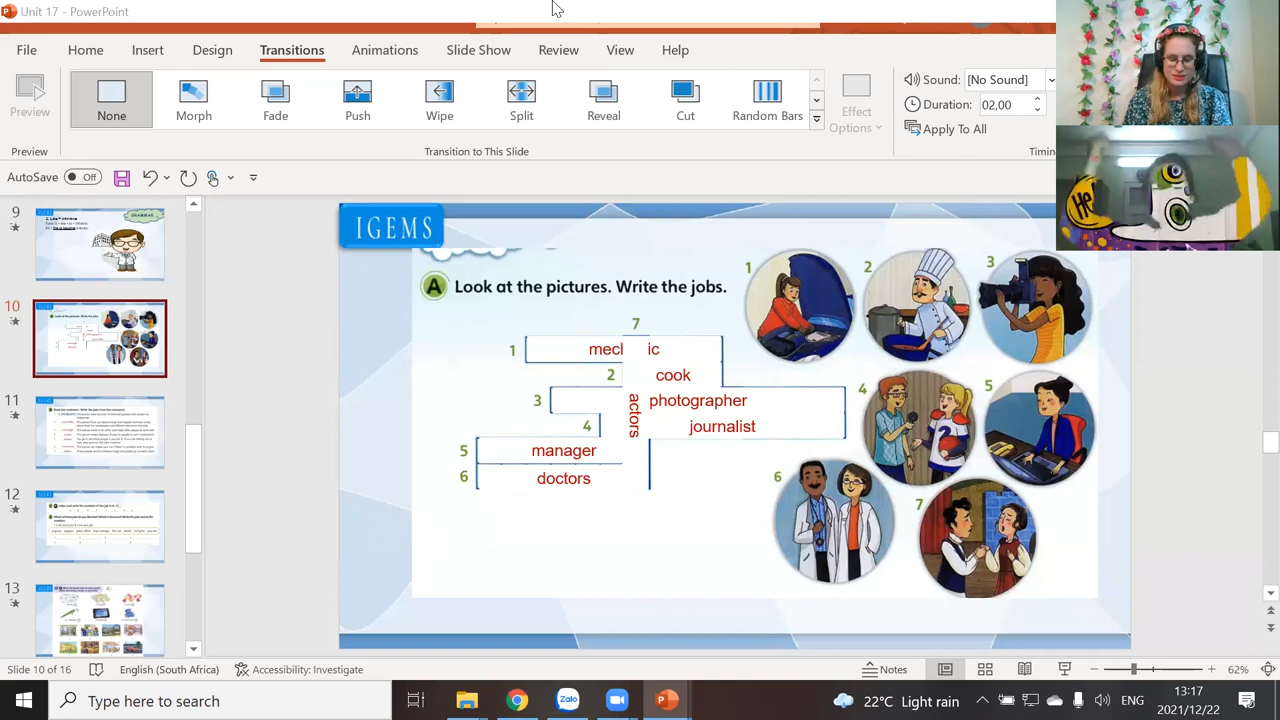 Unit 17 - PowerPoint
File Home Insert Design Transitions Animations Slide Show Review View Help
Preview None Morph Fade Push Wipe Split Reveal Cut Random Bars Effect Options
Sound: [No Sound]
Duration: 02,00
Apply To All
Preview Transition to This Slide Timin
AutoSave Off
9
10
11
12
13
IGEMS
A Look at the pictures. Write the jobs.
7
1 mech ic
2 cook
3 photographer
4 journalist
5 manager
6 doctors
actors
1
2
3
4
5
6
7
He
Slide 10 of 16 English (South Africa) Accessibility: Investigate Notes 62%
Type here to search
Zalo
22°C Light rain ENG
13:17
2021/12/22